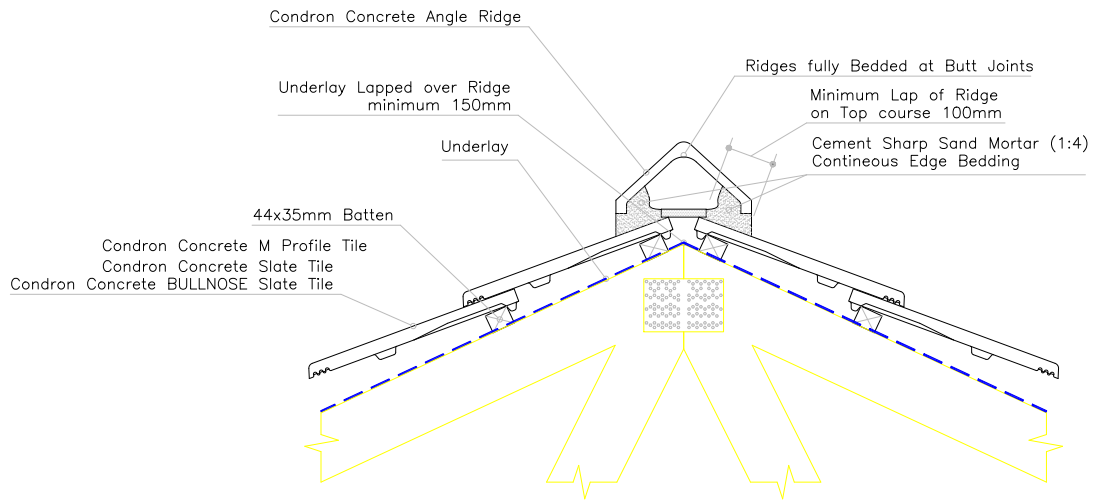 Condron Concrete Angle Ridge
Underlay Lapped over Ridge
minimum 150mm
Underlay
44x35mm Batten
Condron Concrete M Profile Tile
Condron Concrete Slate Tile
Condron Concrete BULLNOSE Slate Tile
Ridges fully Bedded at Butt Joints
Minimum Lap of Ridge
on Top course 100mm
Cement Sharp Sand Mortar (1:4)
Contineous Edge Bedding